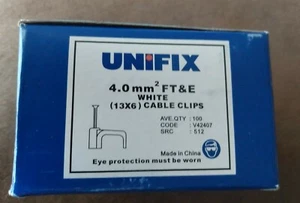 UNIFIX
4.0mm² FT&E
WHITE
(13X6) CABLE CLIPS
AVE.QTY : 100
CODE : V42407
SRC : 512
Made in China
Eye protection must be worn